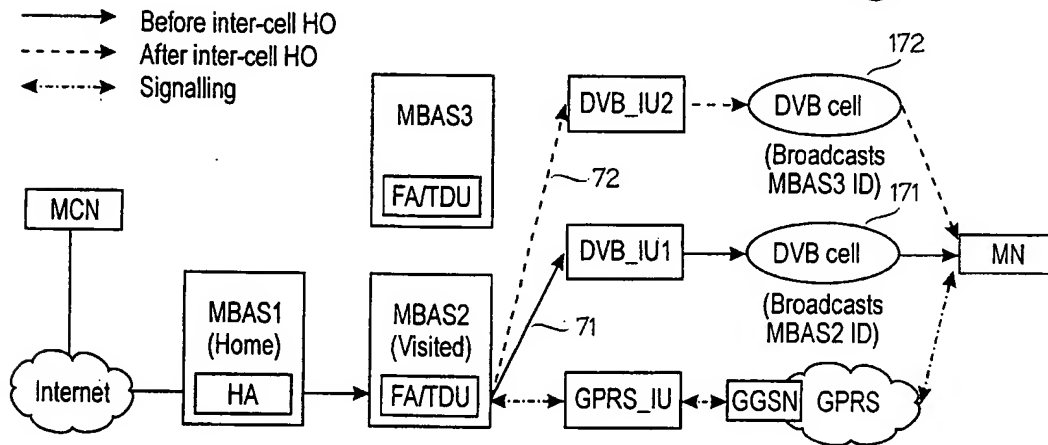 Before inter-cell HO
After inter-cell HO
Signalling
172
MBAS3
FA/TDU
DVB_IU2
DVB cell
(Broadcasts
MBAS3 ID)
72
171
MCN
DVB_IU1
DVB cell
MN
(Broadcasts
MBAS2 ID)
MBAS1
(Home)
HA
MBAS2
(Visited)
FA/TDU
71
Internet
GPRS_IU
GGSN
GPRS